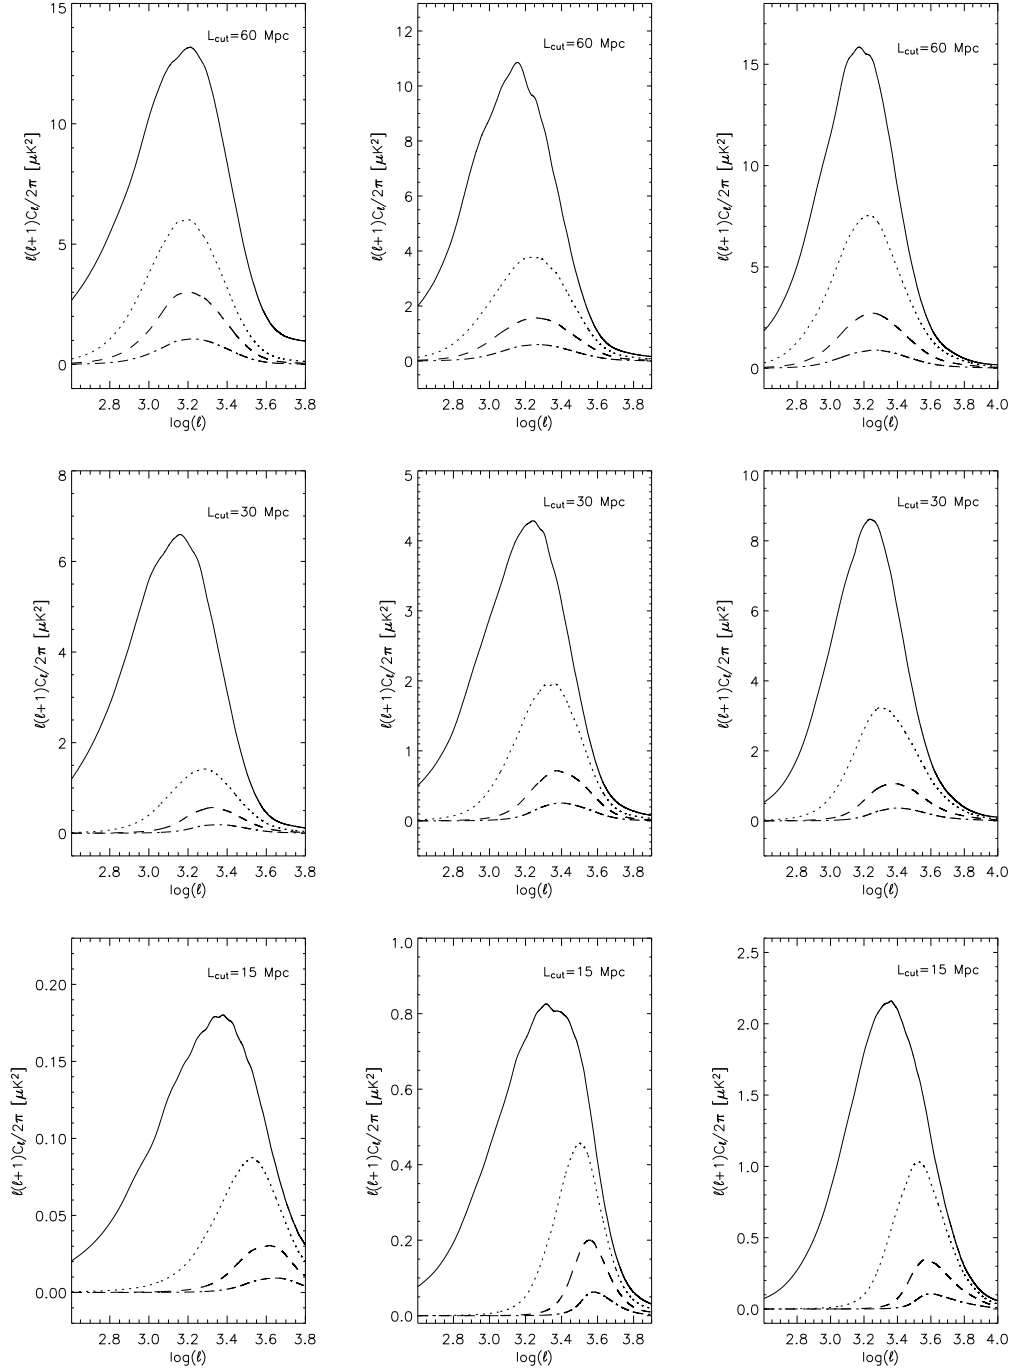 15
10
5
0
L_cut=60 Mpc
ℓ(ℓ+1)C_ℓ/2π [μK²]
2.8 3.0 3.2 3.4 3.6 3.8
log(ℓ)
12
10
8
6
4
2
0
L_cut=60 Mpc
ℓ(ℓ+1)C_ℓ/2π [μK²]
2.8 3.0 3.2 3.4 3.6 3.8
log(ℓ)
15
10
5
0
L_cut=60 Mpc
ℓ(ℓ+1)C_ℓ/2π [μK²]
2.8 3.0 3.2 3.4 3.6 3.8 4.0
log(ℓ)
8
6
4
2
0
L_cut=30 Mpc
ℓ(ℓ+1)C_ℓ/2π [μK²]
2.8 3.0 3.2 3.4 3.6 3.8
log(ℓ)
5
4
3
2
1
0
L_cut=30 Mpc
ℓ(ℓ+1)C_ℓ/2π [μK²]
2.8 3.0 3.2 3.4 3.6 3.8
log(ℓ)
10
8
6
4
2
0
L_cut=30 Mpc
ℓ(ℓ+1)C_ℓ/2π [μK²]
2.8 3.0 3.2 3.4 3.6 3.8 4.0
log(ℓ)
0.20
0.15
0.10
0.05
0.00
L_cut=15 Mpc
ℓ(ℓ+1)C_ℓ/2π [μK²]
2.8 3.0 3.2 3.4 3.6 3.8
log(ℓ)
1.0
0.8
0.6
0.4
0.2
0.0
L_cut=15 Mpc
ℓ(ℓ+1)C_ℓ/2π [μK²]
2.8 3.0 3.2 3.4 3.6 3.8
log(ℓ)
2.5
2.0
1.5
1.0
0.5
0.0
L_cut=15 Mpc
ℓ(ℓ+1)C_ℓ/2π [μK²]
2.8 3.0 3.2 3.4 3.6 3.8 4.0
log(ℓ)